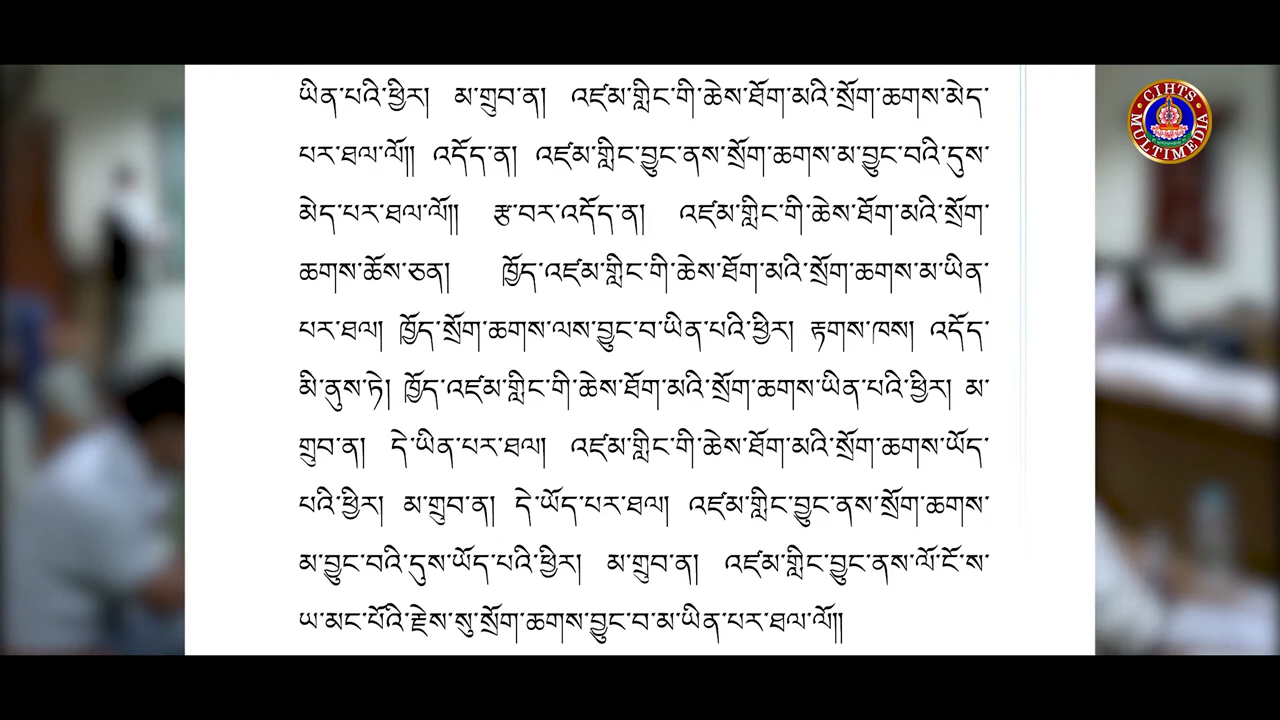 ཡིན་པའི་ཕྱིར། མ་གྲུབ་ན། འཛམ་གླིང་གི་ཆེས་ཐོག་མའི་སྲོག་ཆགས་མེད་
པར་ཐལ་ལོ།། འདོད་ན། འཛམ་གླིང་བྱུང་ནས་སྲོག་ཆགས་མ་བྱུང་བའི་དུས་
མེད་པར་ཐལ་ལོ།། རྩ་བར་འདོད་ན། འཛམ་གླིང་གི་ཆེས་ཐོག་མའི་སྲོག་
ཆགས་ཆོས་ཅན། ཁྱོད་འཛམ་གླིང་གི་ཆེས་ཐོག་མའི་སྲོག་ཆགས་མ་ཡིན་
པར་ཐལ། ཁྱོད་སྲོག་ཆགས་ལས་བྱུང་བ་ཡིན་པའི་ཕྱིར། རྟགས་ཁས། འདོད་
མི་ནུས་ཏེ། ཁྱོད་འཛམ་གླིང་གི་ཆེས་ཐོག་མའི་སྲོག་ཆགས་ཡིན་པའི་ཕྱིར། མ་
གྲུབ་ན། དེ་ཡིན་པར་ཐལ། འཛམ་གླིང་གི་ཆེས་ཐོག་མའི་སྲོག་ཆགས་ཡོད་
པའི་ཕྱིར། མ་གྲུབ་ན། དེ་ཡོད་པར་ཐལ། འཛམ་གླིང་བྱུང་ནས་སྲོག་ཆགས་
མ་བྱུང་བའི་དུས་ཡོད་པའི་ཕྱིར། མ་གྲུབ་ན། འཛམ་གླིང་བྱུང་ནས་ལོ་ངོ་ས་
ཡ་མང་པོའི་རྗེས་སུ་སྲོག་ཆགས་བྱུང་བ་མ་ཡིན་པར་ཐལ་ལོ།།
CIHTS
MULTIMEDIA